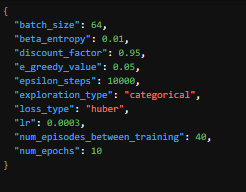 {
"batch_size": 64,
"beta_entropy": 0.01,
"discount_factor": 0.95,
"e_greedy_value": 0.05,
"epsilon_steps": 10000,
"exploration_type": "categorical",
"loss_type": "huber",
"lr": 0.0003,
"num_episodes_between_training": 40,
"num_epochs": 10
}